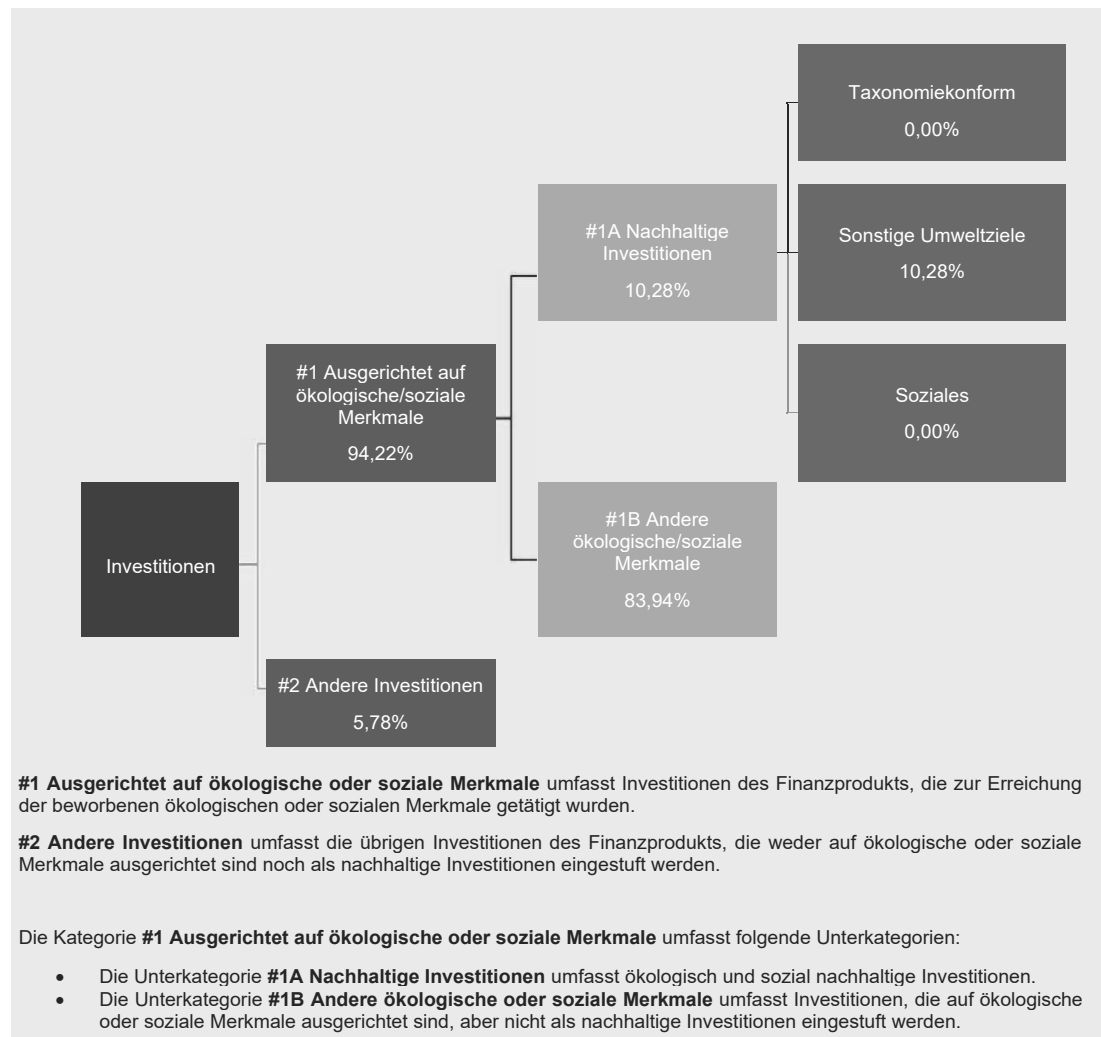 Taxonomiekonform
0,00%
#1A Nachhaltige
Investitionen
10,28%
Sonstige Umweltziele
10,28%
#1 Ausgerichtet auf
ökologische/soziale
Merkmale
94,22%
Soziales
0,00%
Investitionen
#1B Andere
ökologische/soziale
Merkmale
83,94%
#2 Andere Investitionen
5,78%
#1 Ausgerichtet auf ökologische oder soziale Merkmale umfasst Investitionen des Finanzprodukts, die zur Erreichung
der beworbenen ökologischen oder sozialen Merkmale getätigt wurden.
#2 Andere Investitionen umfasst die übrigen Investitionen des Finanzprodukts, die weder auf ökologische oder soziale
Merkmale ausgerichtet sind noch als nachhaltige Investitionen eingestuft werden.
Die Kategorie #1 Ausgerichtet auf ökologische oder soziale Merkmale umfasst folgende Unterkategorien:
• Die Unterkategorie #1A Nachhaltige Investitionen umfasst ökologisch und sozial nachhaltige Investitionen.
• Die Unterkategorie #1B Andere ökologische oder soziale Merkmale umfasst Investitionen, die auf ökologische
oder soziale Merkmale ausgerichtet sind, aber nicht als nachhaltige Investitionen eingestuft werden.